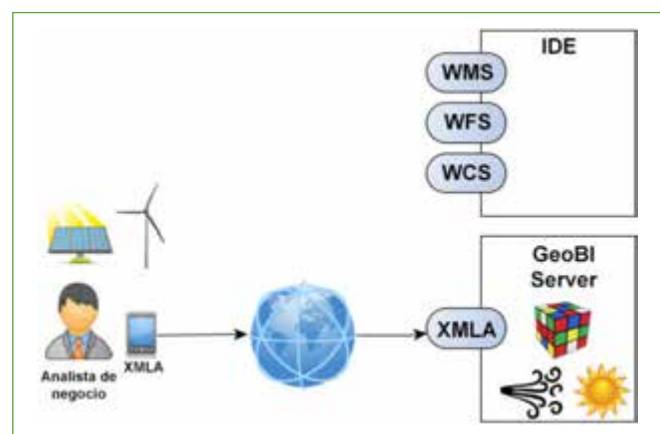 IDE
WMS
WFS
WCS
GeoBI
Server
XMLA
XMLA
Analista de
negocio